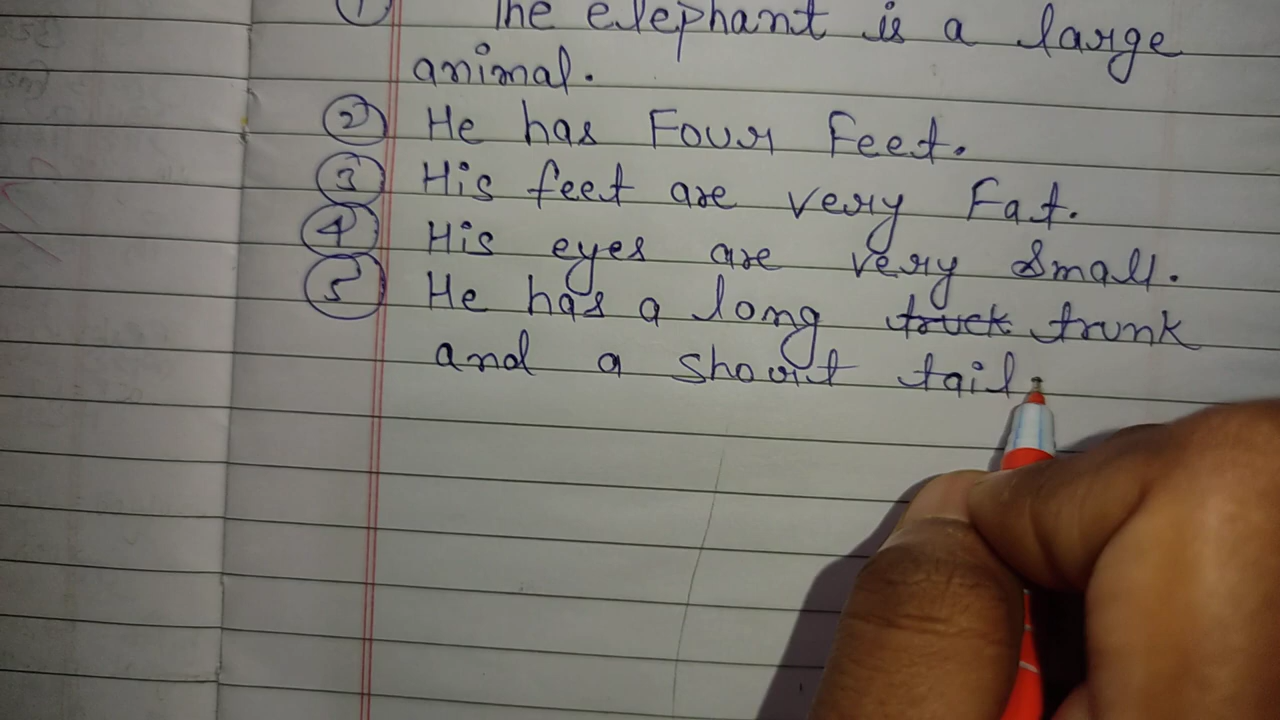 ① The elephant is a large
animal.
② He has Four Feet.
③ His feet are very Fat.
④ His eyes are very Small.
⑤ He has a long truck trunk
and a short tail.